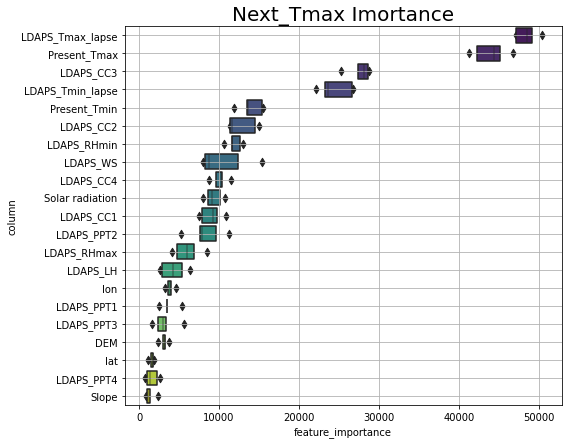 Next_Tmax Imortance
LDAPS_Tmax_lapse
Present_Tmax
LDAPS_CC3
LDAPS_Tmin_lapse
Present_Tmin
LDAPS_CC2
LDAPS_RHmin
LDAPS_WS
LDAPS_CC4
Solar radiation
LDAPS_CC1
LDAPS_PPT2
LDAPS_RHmax
LDAPS_LH
lon
LDAPS_PPT1
LDAPS_PPT3
DEM
lat
LDAPS_PPT4
Slope
column
0 10000 20000 30000 40000 50000
feature_importance